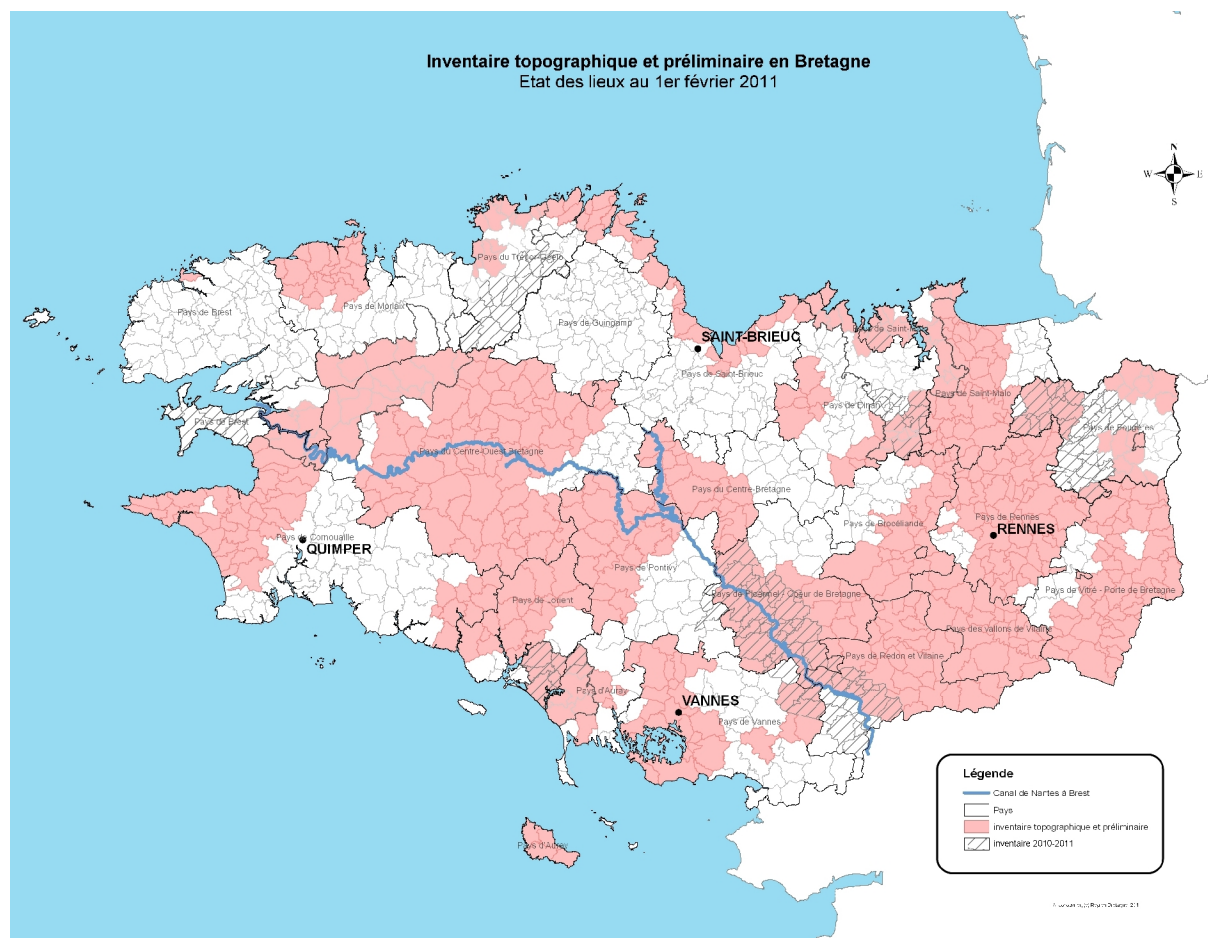 Inventaire topographique et préliminaire en Bretagne
Etat des lieux au 1er février 2011
N
W E
S
Pays du Trégor-Goëlo
Pays de Morlaix
Pays de Brest
Pays de Guingamp
Pays de Saint-Malo
SAINT-BRIEUC
Pays de Saint-Brieuc
Pays de Saint-Malo
Pays de Dinan
Pays de Brest
Pays de Fougères
Pays du Centre-Ouest Bretagne
Pays du Centre-Bretagne
Pays de Rennes
Pays de Brocéliande
RENNES
Pays de Cornouaille
QUIMPER
Pays de Pontivy
Pays de Vitré - Porte de Bretagne
Pays de Ploërmel - Coeur de Bretagne
Pays de Lorient
Pays des Vallons de Vilaine
Pays de Redon et Vilaine
Pays d'Auray
VANNES
Pays de Vannes
Pays d'Auray
Légende
Canal de Nantes à Brest
Pays
inventaire topographique et préliminaire
inventaire 2010-2011